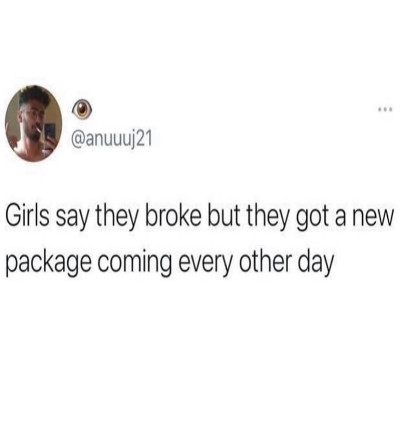 👁
@anuuuj21
Girls say they broke but they got a new
package coming every other day